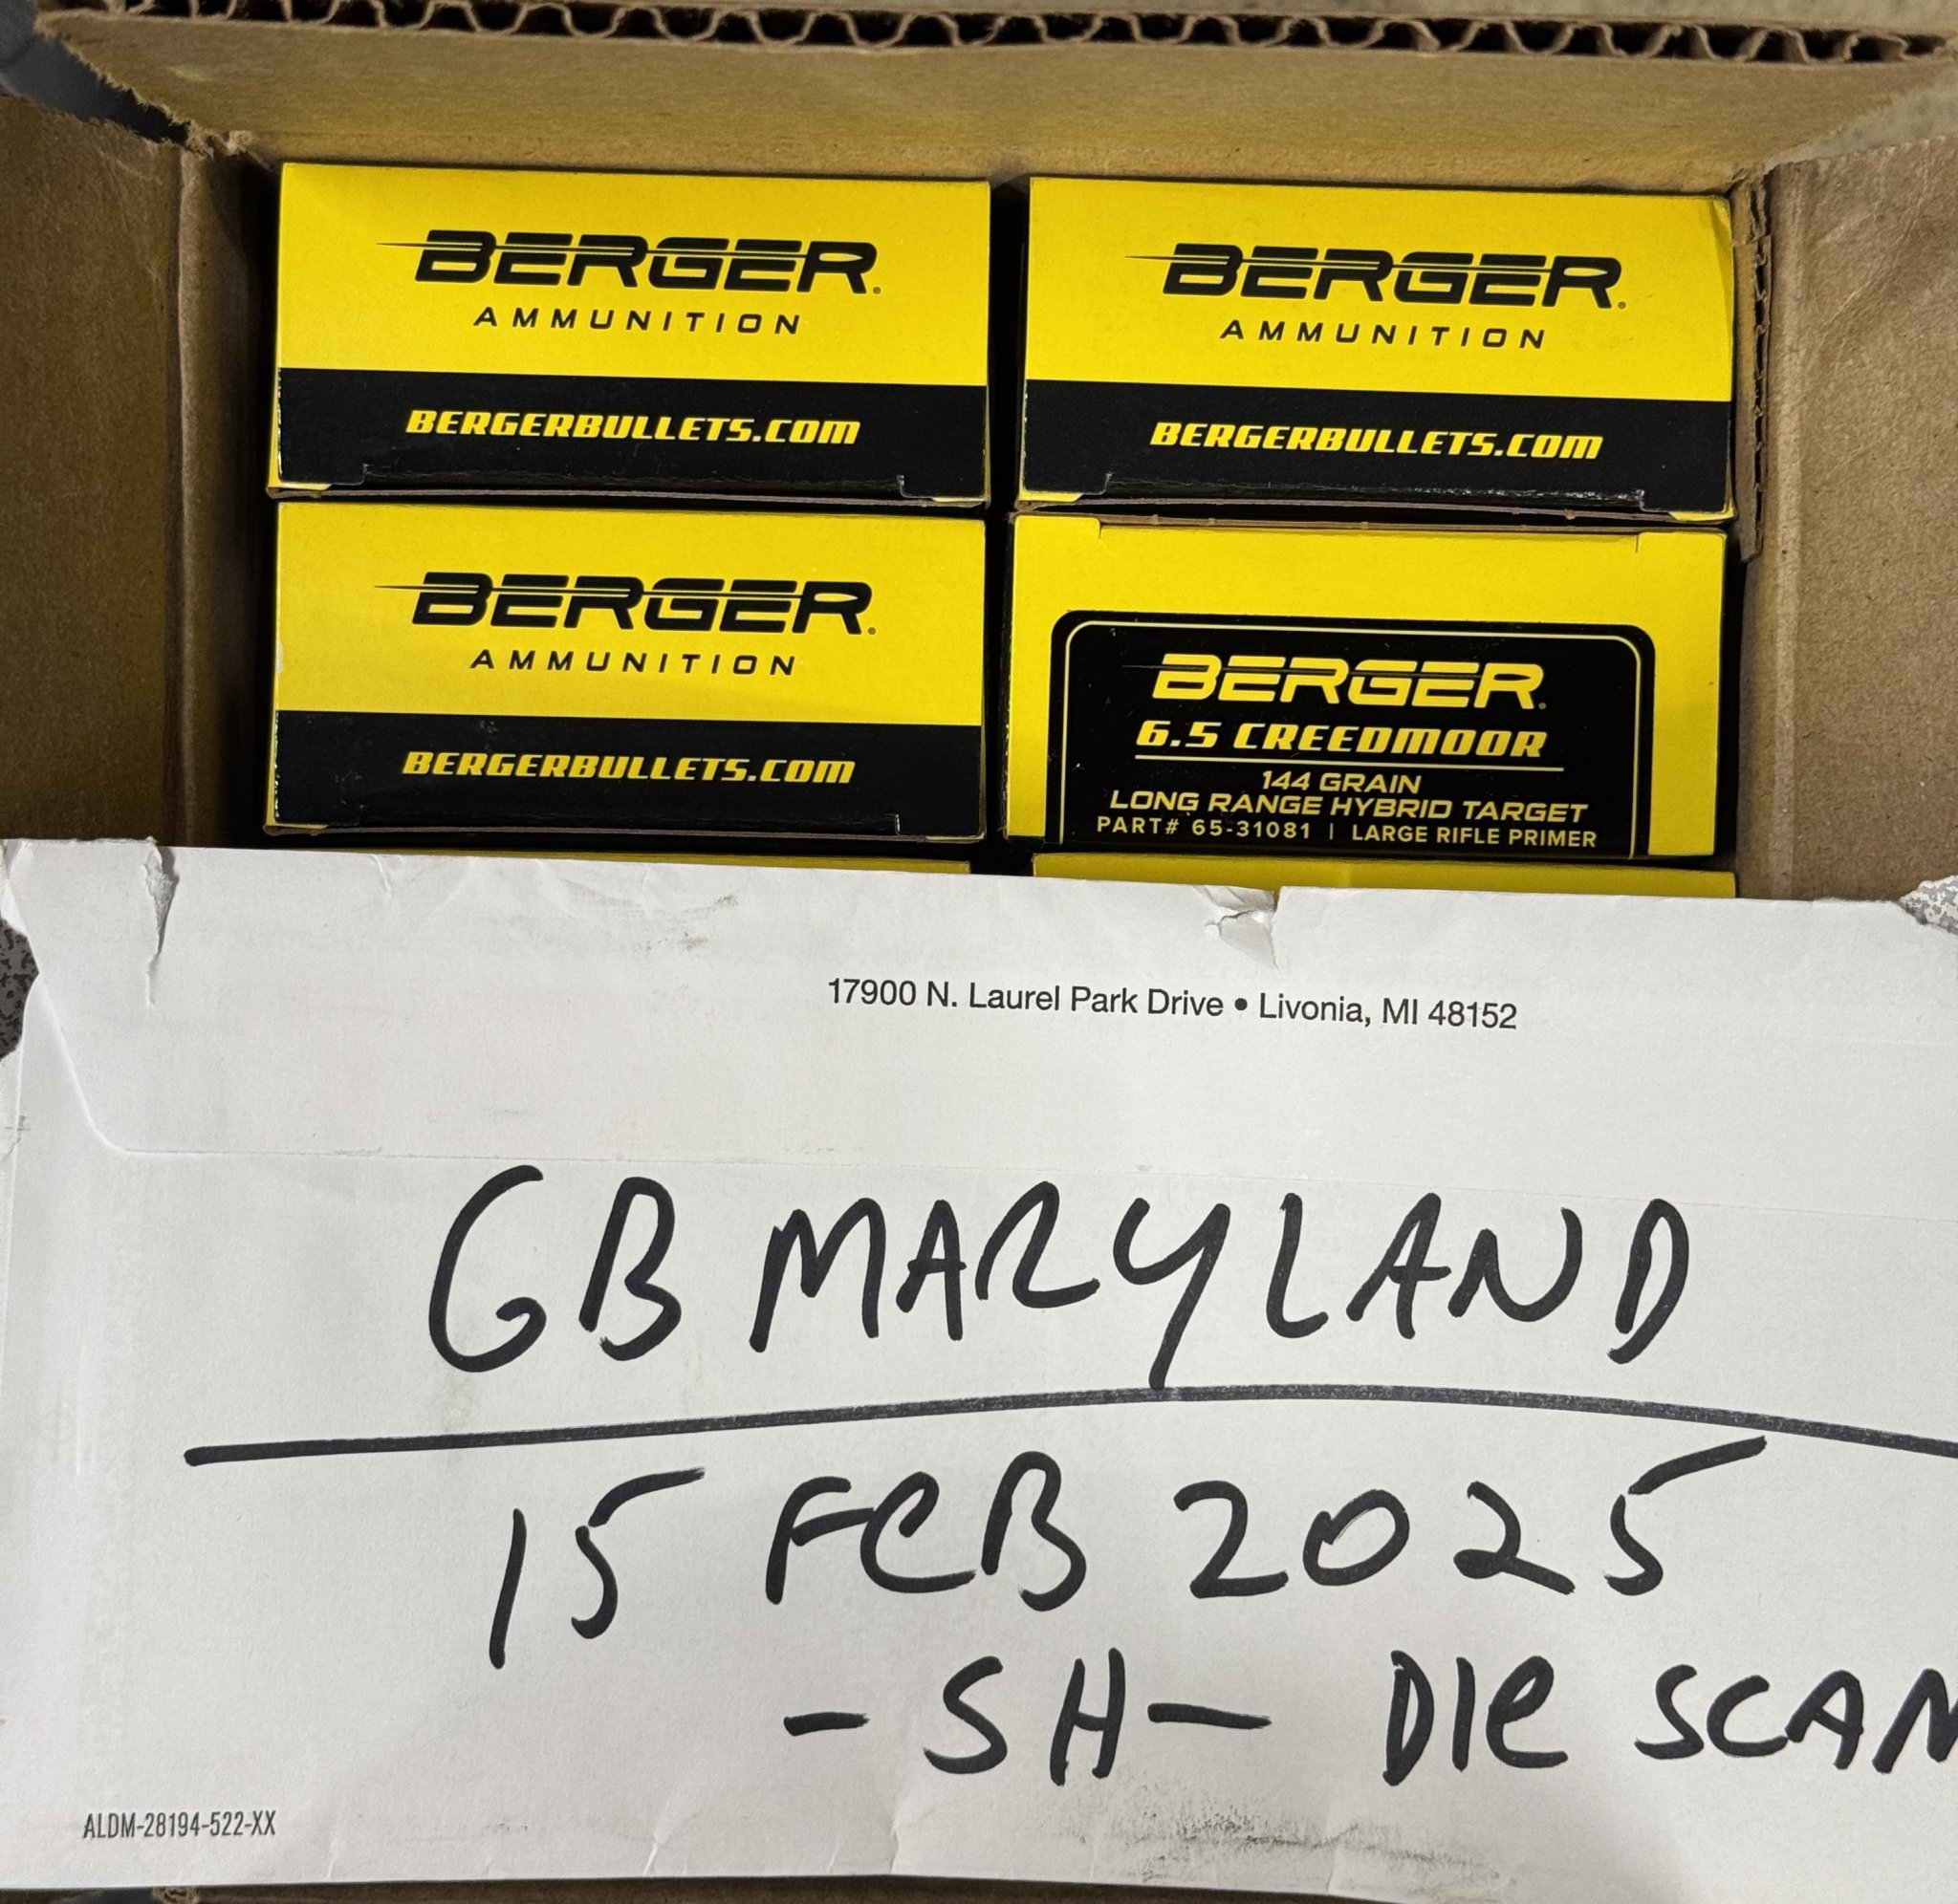 BERGER
AMMUNITION
BERGERBULLETS.COM
BERGER
AMMUNITION
BERGERBULLETS.COM
BERGER
AMMUNITION
BERGERBULLETS.COM
BERGER
6.5 CREEDMOOR
144 GRAIN
LONG RANGE HYBRID TARGET
PART# 65-31081 | LARGE RIFLE PRIMER
17900 N. Laurel Park Drive • Livonia, MI 48152
GB MARYLAND
15 FeB 2025
-SH- DIe SCAM
ALDM-28194-522-XX